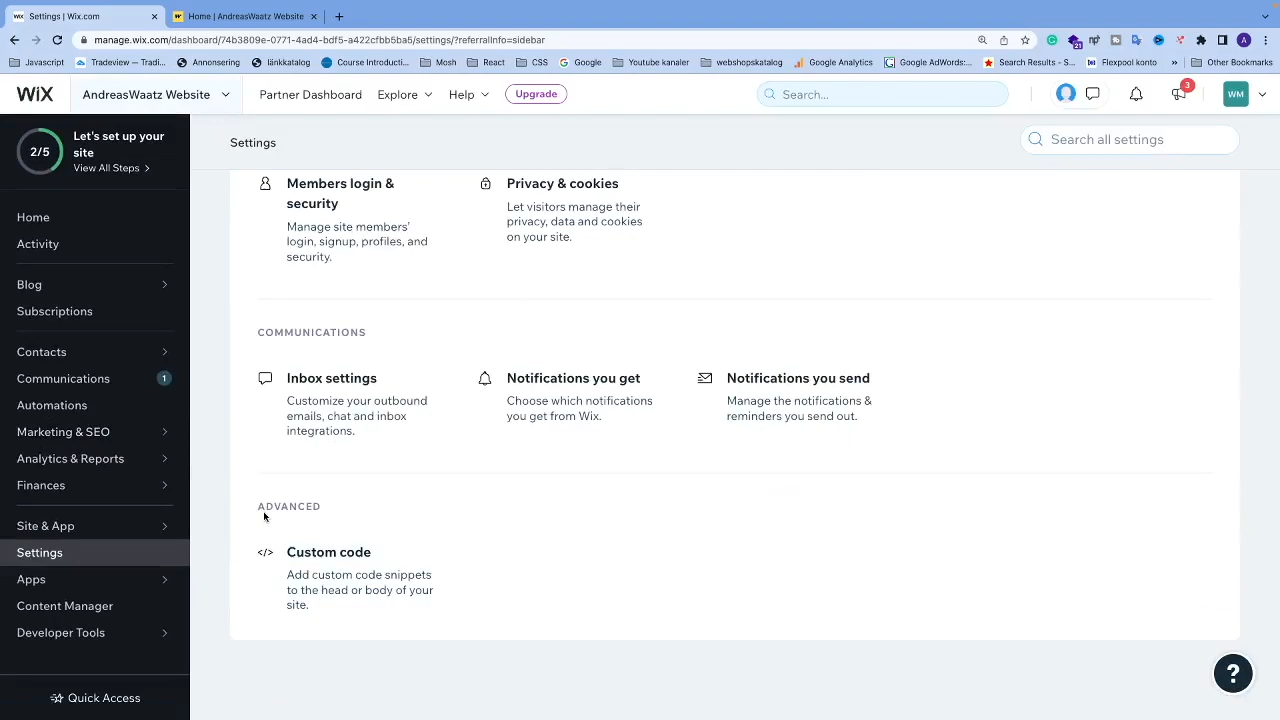 Settings | Wix.com
Home | AndreasWaatz Website
manage.wix.com/dashboard/74b3809e-0771-4ad4-bdf5-a422cfbb5ba5/settings/?referralInfo=sidebar
A
Javascript
Tradeview – Tradi...
Annonsering
länkkatalog
Course Introducti...
Mosh
React
CSS
Google
Youtube kanaler
webshopskatalog
Google Analytics
Google AdWords:...
Search Results - S...
Flexpool konto
»
Other Bookmarks
21
WiX
AndreasWaatz Website
Partner Dashboard
Explore
Help
Upgrade
Search...
3
WM
2/5
Let's set up your
site
View All Steps
Home
Activity
Blog
Subscriptions
Contacts
Communications
1
Automations
Marketing & SEO
Analytics & Reports
Finances
Site & App
Settings
Apps
Content Manager
Developer Tools
Quick Access
Settings
Search all settings
Members login &
security
Manage site members'
login, signup, profiles, and
security.
Privacy & cookies
Let visitors manage their
privacy, data and cookies
on your site.
COMMUNICATIONS
Inbox settings
Customize your outbound
emails, chat and inbox
integrations.
Notifications you get
Choose which notifications
you get from Wix.
Notifications you send
Manage the notifications &
reminders you send out.
ADVANCED
</> Custom code
Add custom code snippets
to the head or body of your
site.
?